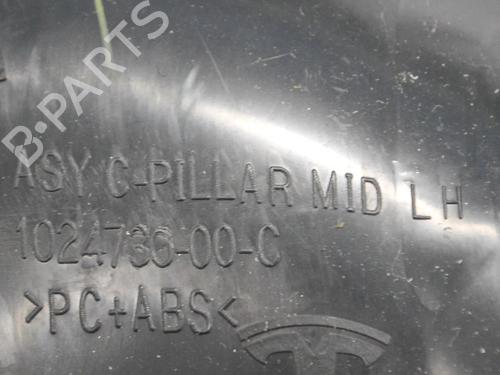 B-PARTS
ASY C-PILLAR MID LH
1024736-00-C
>PC+ABS<